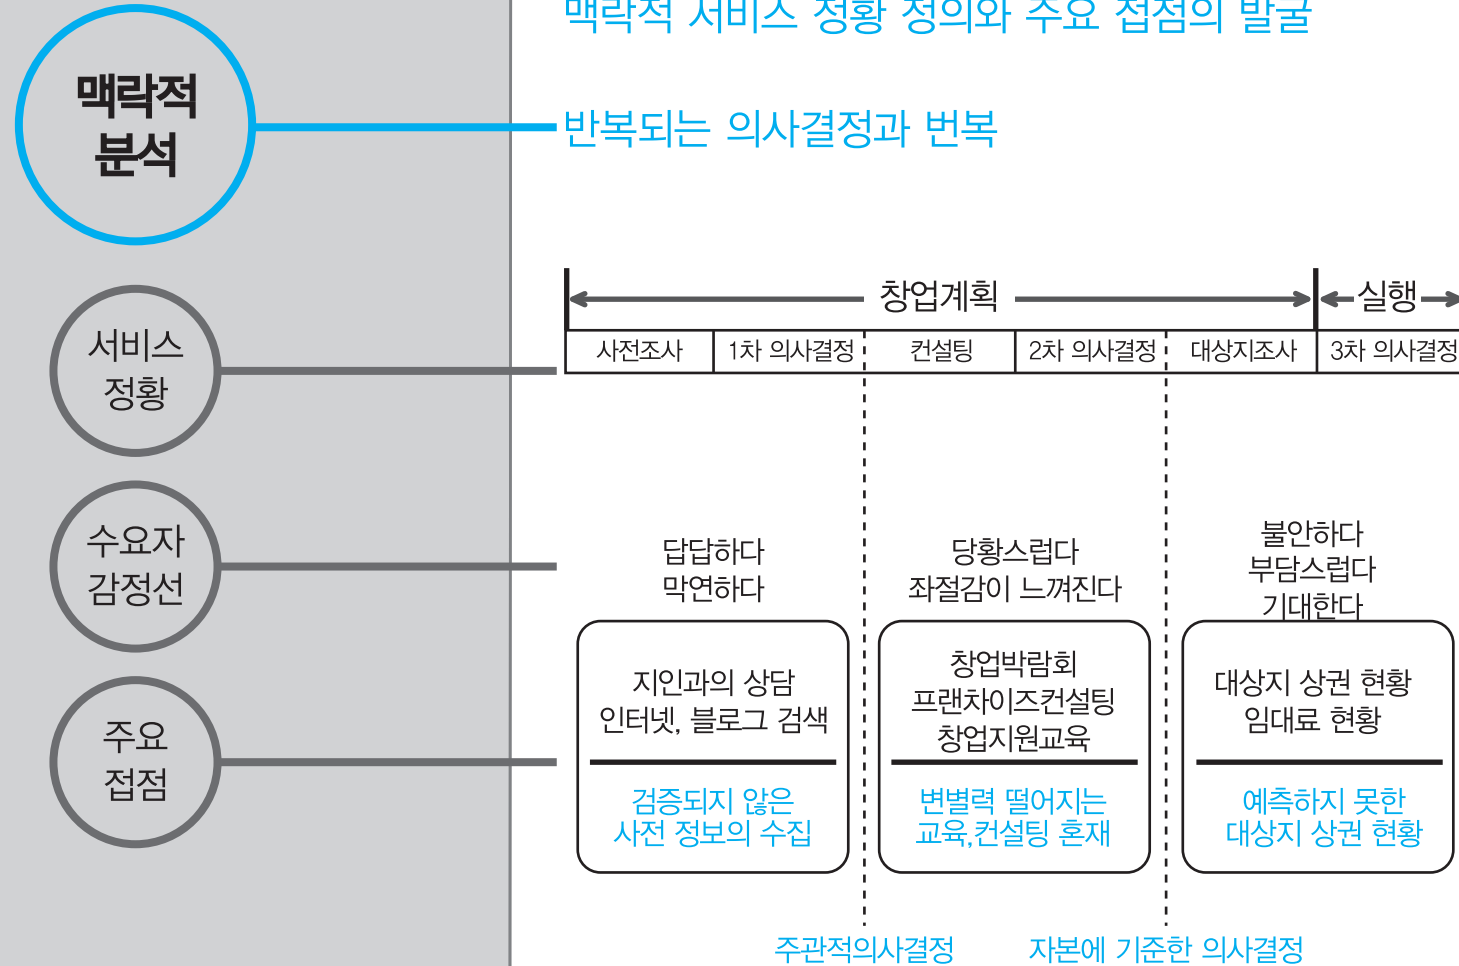 맥락적 서비스 정황 정의와 주요 접점의 발굴
맥락적
분석
반복되는 의사결정과 번복
창업계획
실행
서비스
정황
사전조사
1차 의사결정
컨설팅
2차 의사결정
대상지조사
3차 의사결정
수요자
감정선
답답하다
막연하다
당황스럽다
좌절감이 느껴진다
불안하다
부담스럽다
기대한다
주요
접점
지인과의 상담
인터넷, 블로그 검색
검증되지 않은
사전 정보의 수집
창업박람회
프랜차이즈컨설팅
창업지원교육
변별력 떨어지는
교육,컨설팅 혼재
대상지 상권 현황
임대료 현황
예측하지 못한
대상지 상권 현황
주관적의사결정
자본에 기준한 의사결정